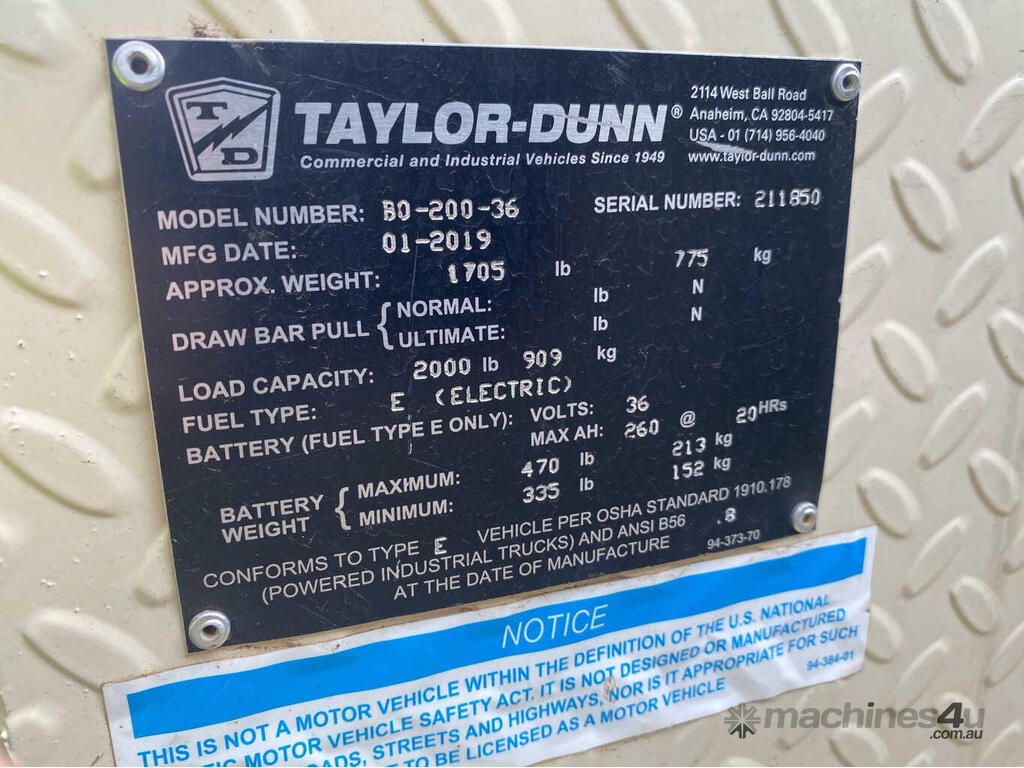 TD
TAYLOR-DUNN®
Commercial and Industrial Vehicles Since 1949
2114 West Ball Road
Anaheim, CA 92804-5417
USA - 01 (714) 956-4040
www.taylor-dunn.com
MODEL NUMBER: BO-200-36 SERIAL NUMBER: 211850
MFG DATE: 01-2019
APPROX. WEIGHT: 1705 lb 775 kg
DRAW BAR PULL { NORMAL: lb N
ULTIMATE: lb N
LOAD CAPACITY: 2000 lb 909 kg
FUEL TYPE: E (ELECTRIC)
BATTERY (FUEL TYPE E ONLY): VOLTS: 36
MAX AH: 260 @ 20 HRs
BATTERY WEIGHT { MAXIMUM: 470 lb 213 kg
MINIMUM: 335 lb 152 kg
CONFORMS TO TYPE E VEHICLE PER OSHA STANDARD 1910.178
(POWERED INDUSTRIAL TRUCKS) AND ANSI B56 .8
AT THE DATE OF MANUFACTURE 94-373-70
NOTICE
THIS IS NOT A MOTOR VEHICLE WITHIN THE DEFINITION OF THE U.S. NATIONAL
TIC MOTOR VEHICLE SAFETY ACT. IT IS NOT DESIGNED OR MANUFACTURED
ADS, STREETS AND HIGHWAYS, NOR IS IT APPROPRIATE FOR SUCH
TO BE LICENSED AS A MOTOR VEHICLE 94-384-01
machines4u
.com.au